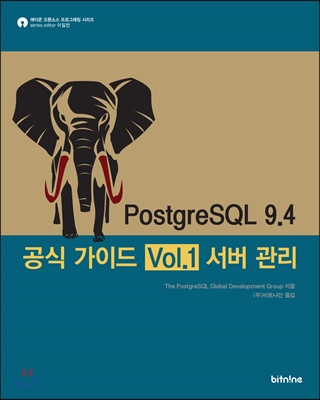 에이콘 오픈소스 프로그래밍 시리즈
series editor 이일민
PostgreSQL 9.4
공식 가이드 Vol.1 서버 관리
The PostgreSQL Global Development Group 지음
(주)비트나인 옮김
bitnine